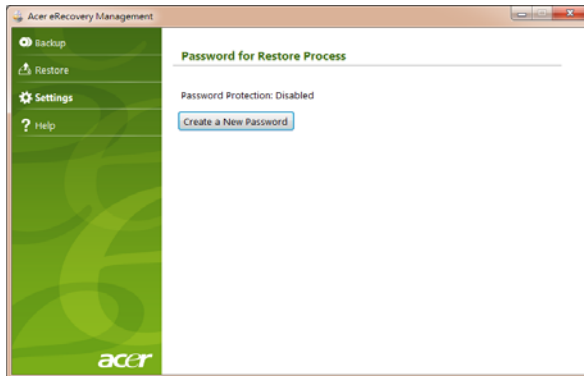 Acer eRecovery Management
Backup
Restore
Settings
Help
Password for Restore Process
Password Protection: Disabled
Create a New Password
acer